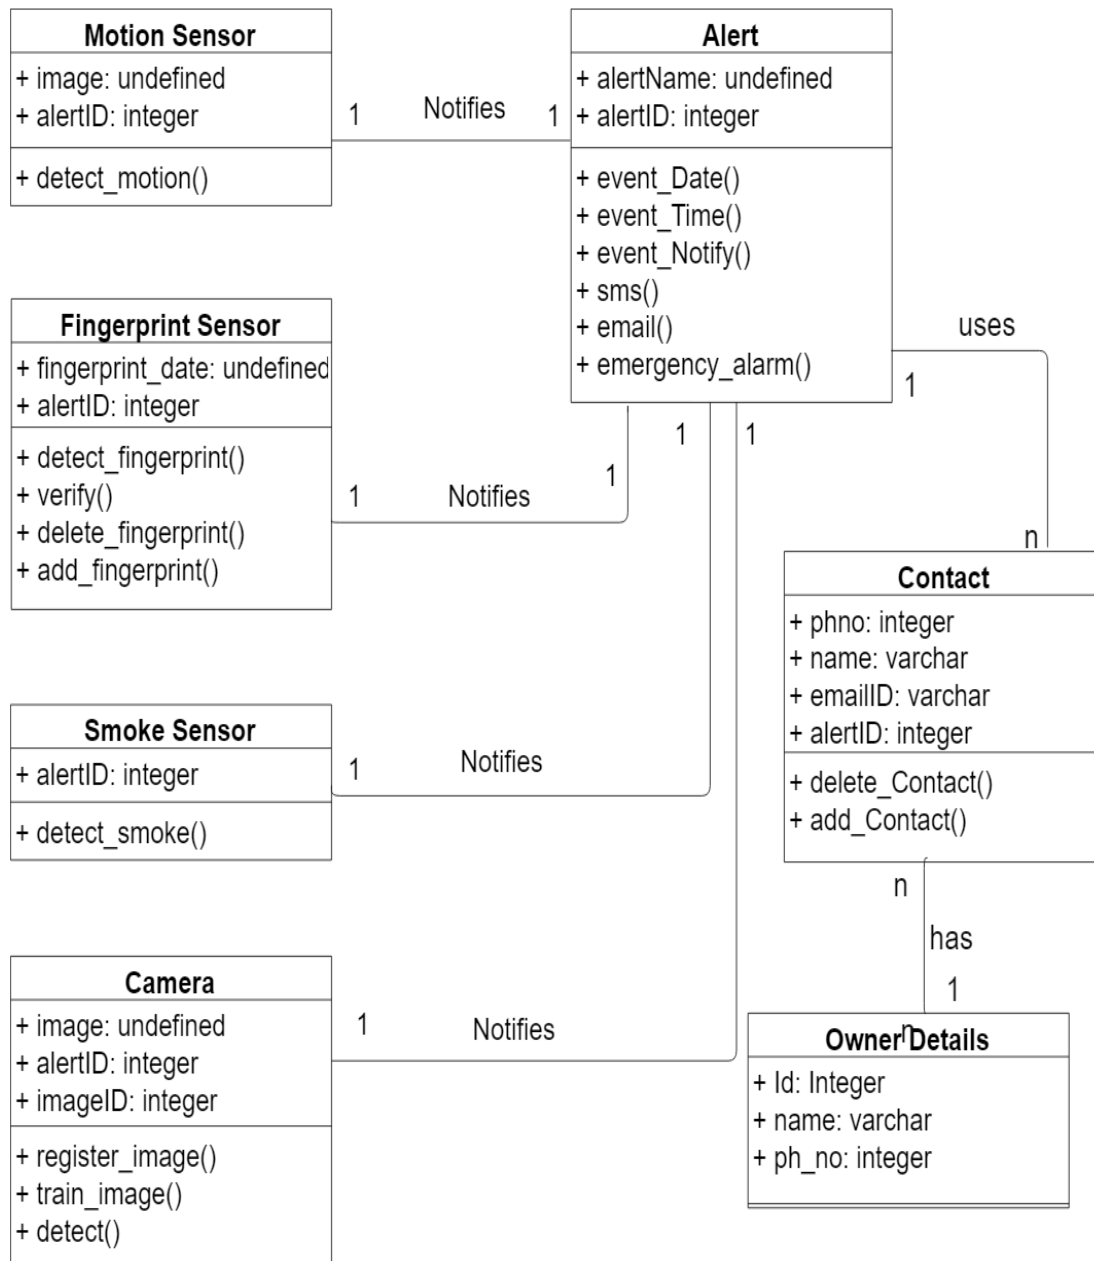 Motion Sensor
+ image: undefined
+ alertID: integer
+ detect_motion()
1
Notifies
1
Alert
+ alertName: undefined
+ alertID: integer
+ event_Date()
+ event_Time()
+ event_Notify()
+ sms()
+ email()
+ emergency_alarm()
uses
1
n
Fingerprint Sensor
+ fingerprint_date: undefined
+ alertID: integer
+ detect_fingerprint()
+ verify()
+ delete_fingerprint()
+ add_fingerprint()
1
Notifies
1
1
1
Contact
+ phno: integer
+ name: varchar
+ emailID: varchar
+ alertID: integer
+ delete_Contact()
+ add_Contact()
Smoke Sensor
+ alertID: integer
+ detect_smoke()
1
Notifies
n
has
1
n
Camera
+ image: undefined
+ alertID: integer
+ imageID: integer
+ register_image()
+ train_image()
+ detect()
1
Notifies
Owner Details
+ Id: Integer
+ name: varchar
+ ph_no: integer